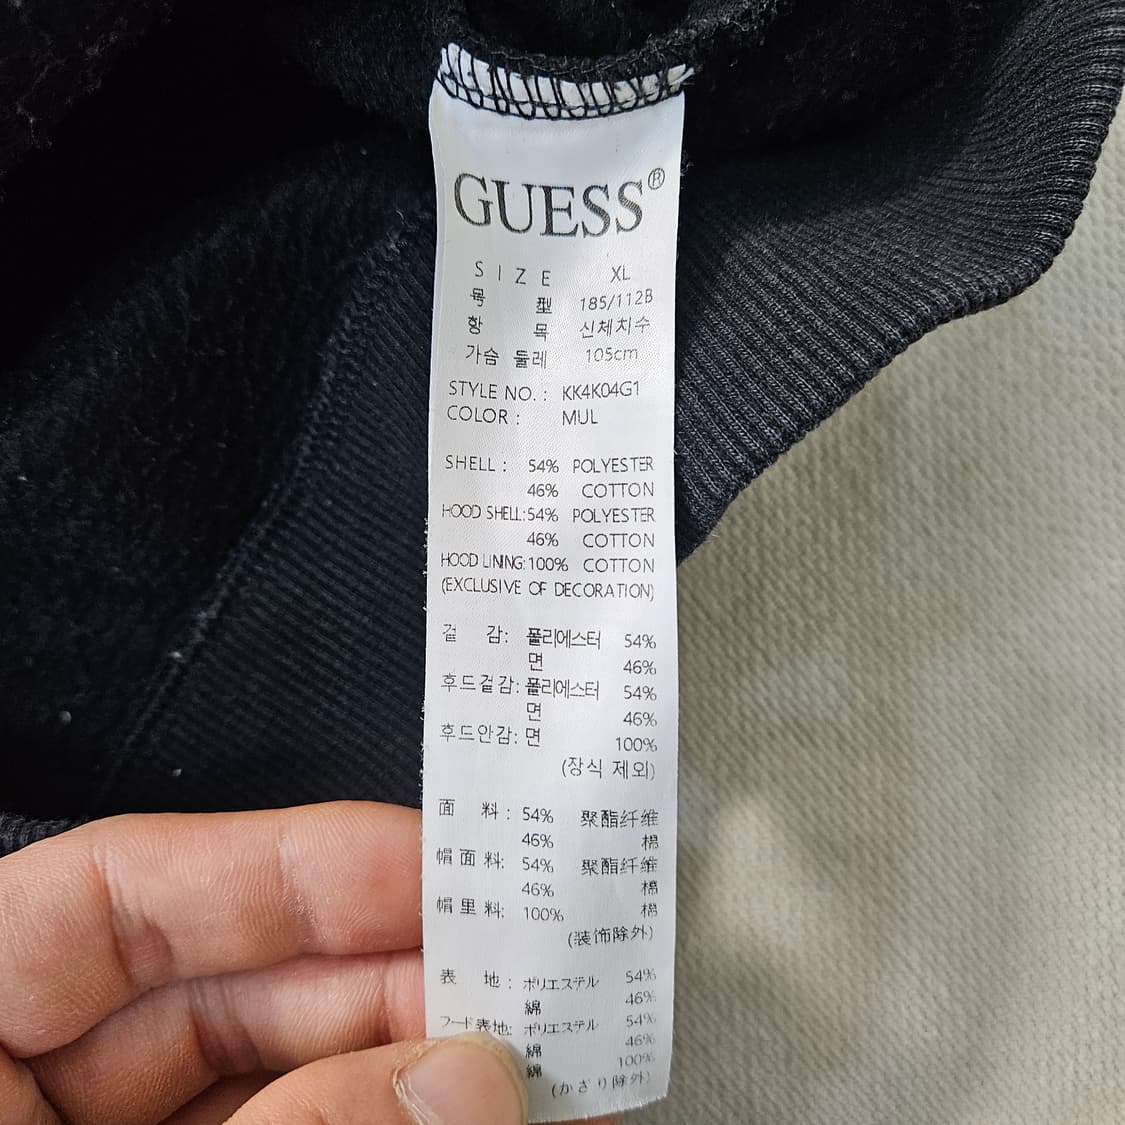 GUESS®
SIZE XL
号 型 185/112B
항 목 신체치수
가슴 둘레 105cm
STYLE NO. : KK4K04G1
COLOR : MUL
SHELL : 54% POLYESTER
46% COTTON
HOOD SHELL: 54% POLYESTER
46% COTTON
HOOD LINING: 100% COTTON
(EXCLUSIVE OF DECORATION)
겉 감: 폴리에스터 54%
면 46%
후드겉감: 폴리에스터 54%
면 46%
후드안감: 면 100%
(장식 제외)
面 料: 54% 聚酯纤维
46% 棉
帽面料: 54% 聚酯纤维
46% 棉
帽里料: 100% 棉
(装饰除外)
表 地: ポリエステル 54%
綿 46%
フード表地: ポリエステル 54%
綿 46%
綿 100%
(かざり除外)